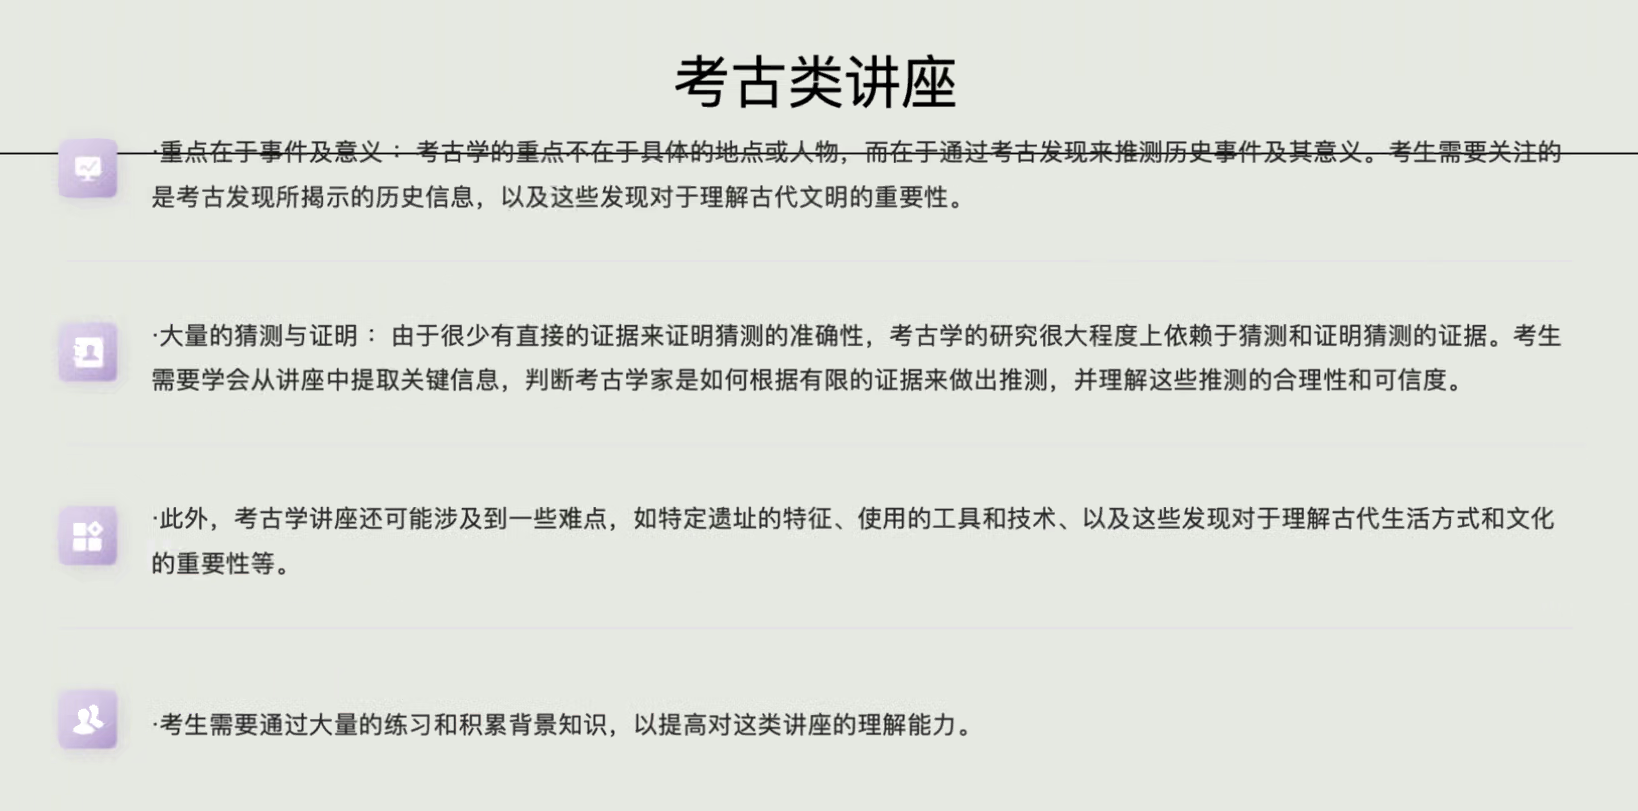 考古类讲座
·重点在于事件及意义： 考古学的重点不在于具体的地点或人物，而在于通过考古发现来推测历史事件及其意义。考生需要关注的
是考古发现所揭示的历史信息，以及这些发现对于理解古代文明的重要性。
·大量的猜测与证明： 由于很少有直接的证据来证明猜测的准确性，考古学的研究很大程度上依赖于猜测和证明猜测的证据。考生
需要学会从讲座中提取关键信息，判断考古学家是如何根据有限的证据来做出推测，并理解这些推测的合理性和可信度。
·此外，考古学讲座还可能涉及到一些难点，如特定遗址的特征、使用的工具和技术、以及这些发现对于理解古代生活方式和文化
的重要性等。
·考生需要通过大量的练习和积累背景知识，以提高对这类讲座的理解能力。